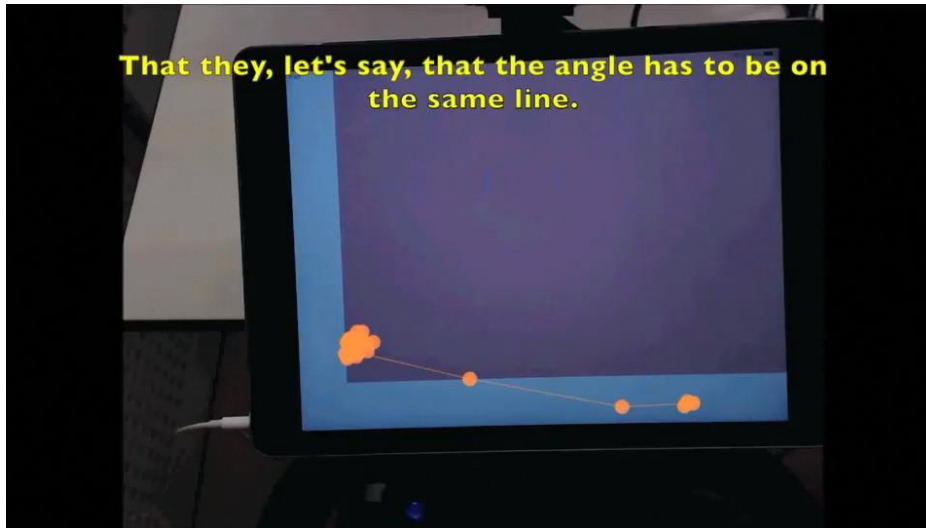 That they, let's say, that the angle has to be on
the same line.